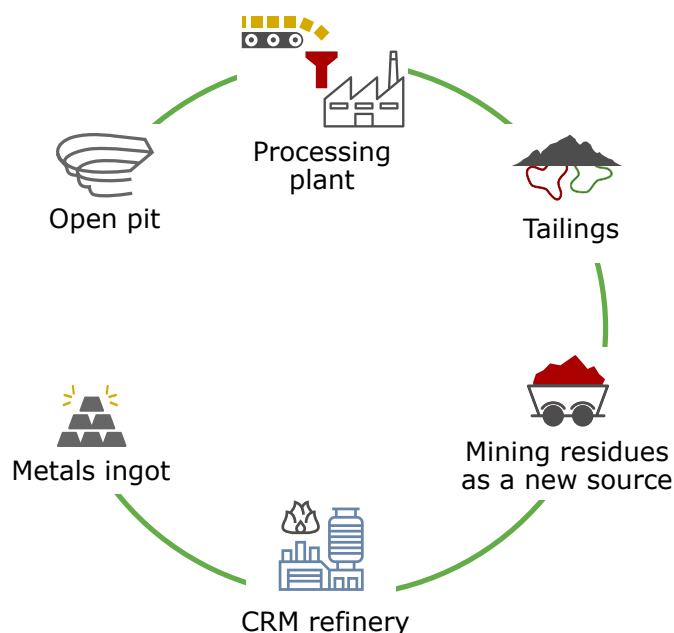 Processing
plant
Open pit
Tailings
Mining residues
as a new source
CRM refinery
Metals ingot